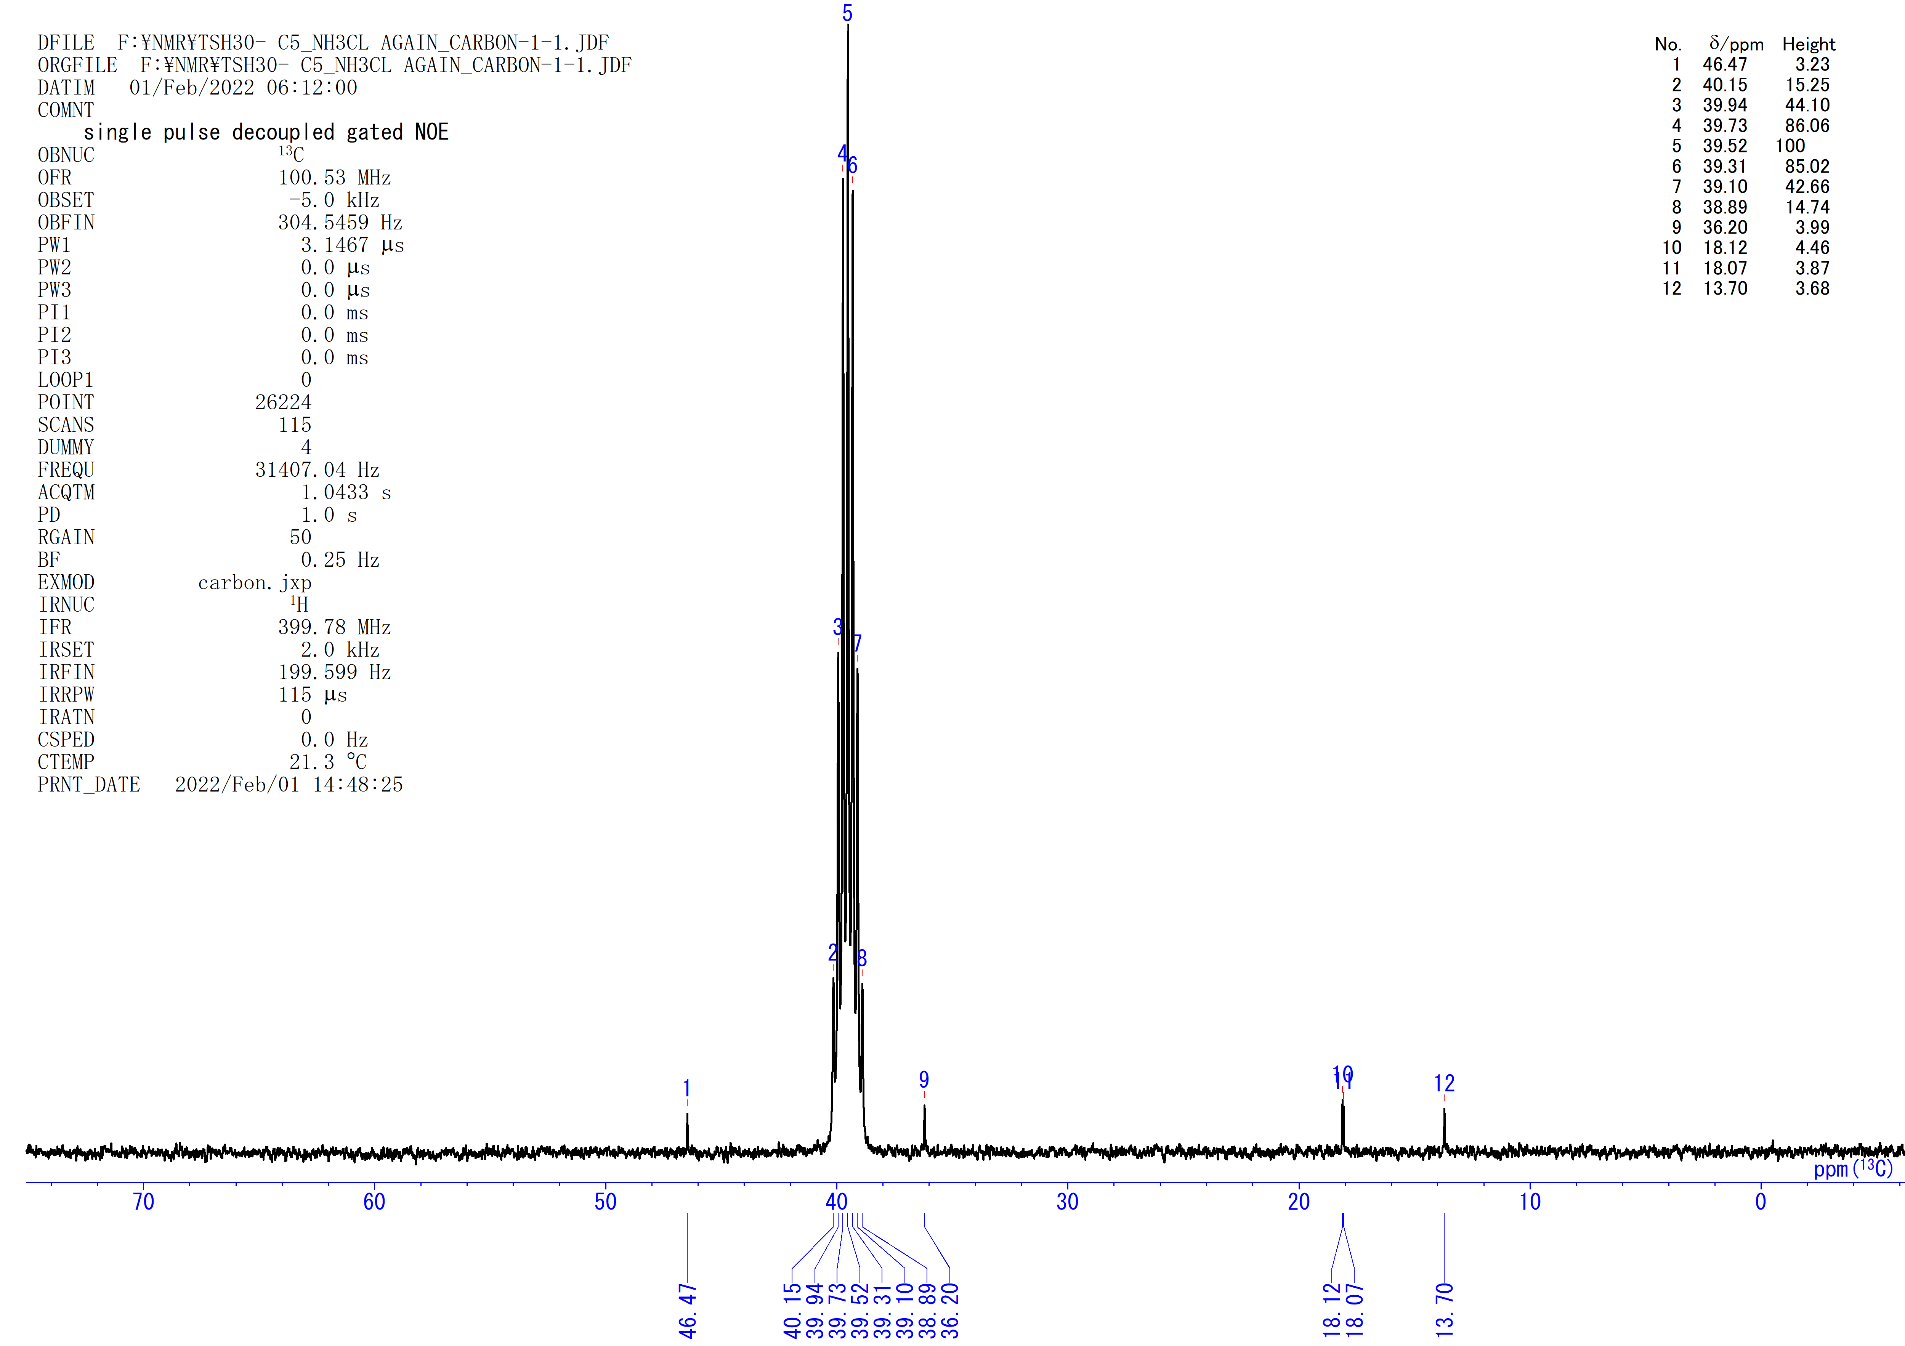 DFILE F:¥NMR¥TSH30- C5_NH3CL AGAIN_CARBON-1-1.JDF
ORGFILE F:¥NMR¥TSH30- C5_NH3CL AGAIN_CARBON-1-1.JDF
DATIM 01/Feb/2022 06:12:00
COMNT
single pulse decoupled gated NOE
OBNUC 13C
OFR 100.53 MHz
OBSET -5.0 kHz
OBFIN 304.5459 Hz
PW1 3.1467 μs
PW2 0.0 μs
PW3 0.0 μs
PI1 0.0 ms
PI2 0.0 ms
PI3 0.0 ms
LOOP1 0
POINT 26224
SCANS 115
DUMMY 4
FREQU 31407.04 Hz
ACQTM 1.0433 s
PD 1.0 s
RGAIN 50
BF 0.25 Hz
EXMOD carbon.jxp
IRNUC 1H
IFR 399.78 MHz
IRSET 2.0 kHz
IRFIN 199.599 Hz
IRRPW 115 μs
IRATN 0
CSPED 0.0 Hz
CTEMP 21.3 °C
PRNT_DATE 2022/Feb/01 14:48:25
No. δ/ppm Height
1 46.47 3.23
2 40.15 15.25
3 39.94 44.10
4 39.73 86.06
5 39.52 100
6 39.31 85.02
7 39.10 42.66
8 38.89 14.74
9 36.20 3.99
10 18.12 4.46
11 18.07 3.87
12 13.70 3.68
5
4
6
3
7
2
8
1
9
10
11
12
ppm(13C)
70 60 50 40 30 20 10 0
46.47
40.15
39.94
39.73
39.52
39.31
39.10
38.89
36.20
18.12
18.07
13.70